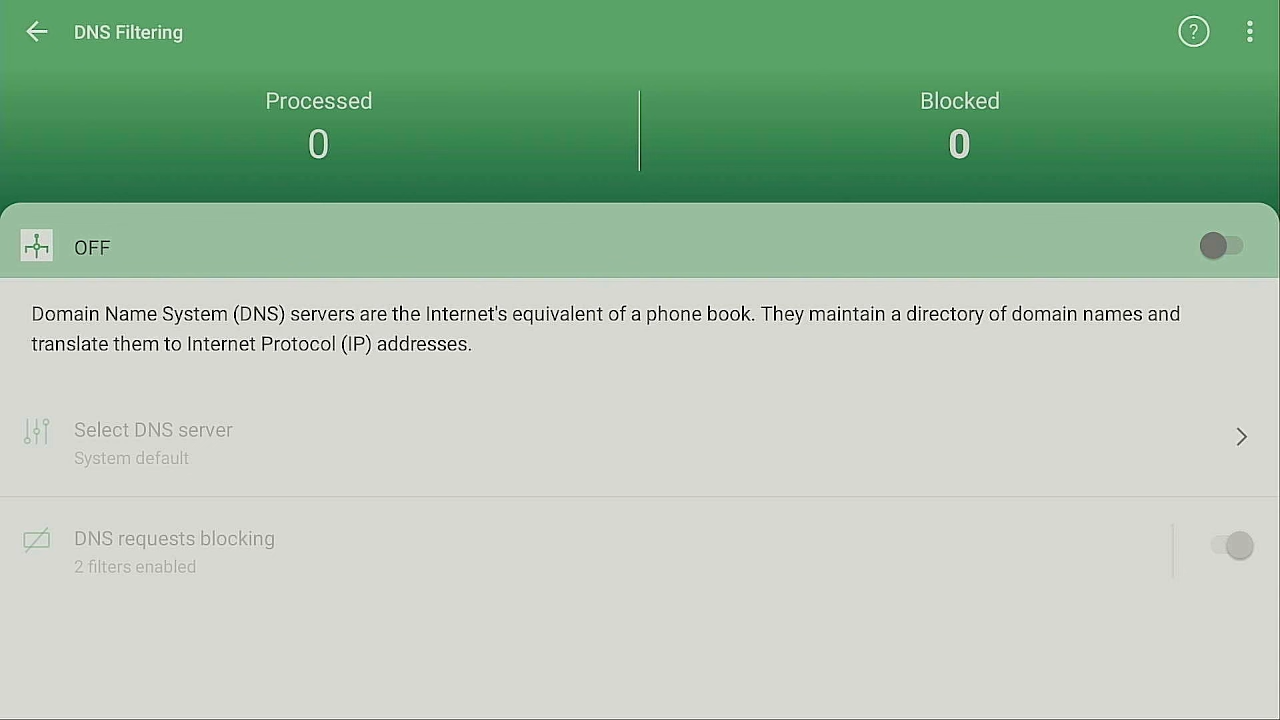 DNS Filtering
?
Processed
0
Blocked
0
OFF
Domain Name System (DNS) servers are the Internet's equivalent of a phone book. They maintain a directory of domain names and
translate them to Internet Protocol (IP) addresses.
Select DNS server
System default
DNS requests blocking
2 filters enabled